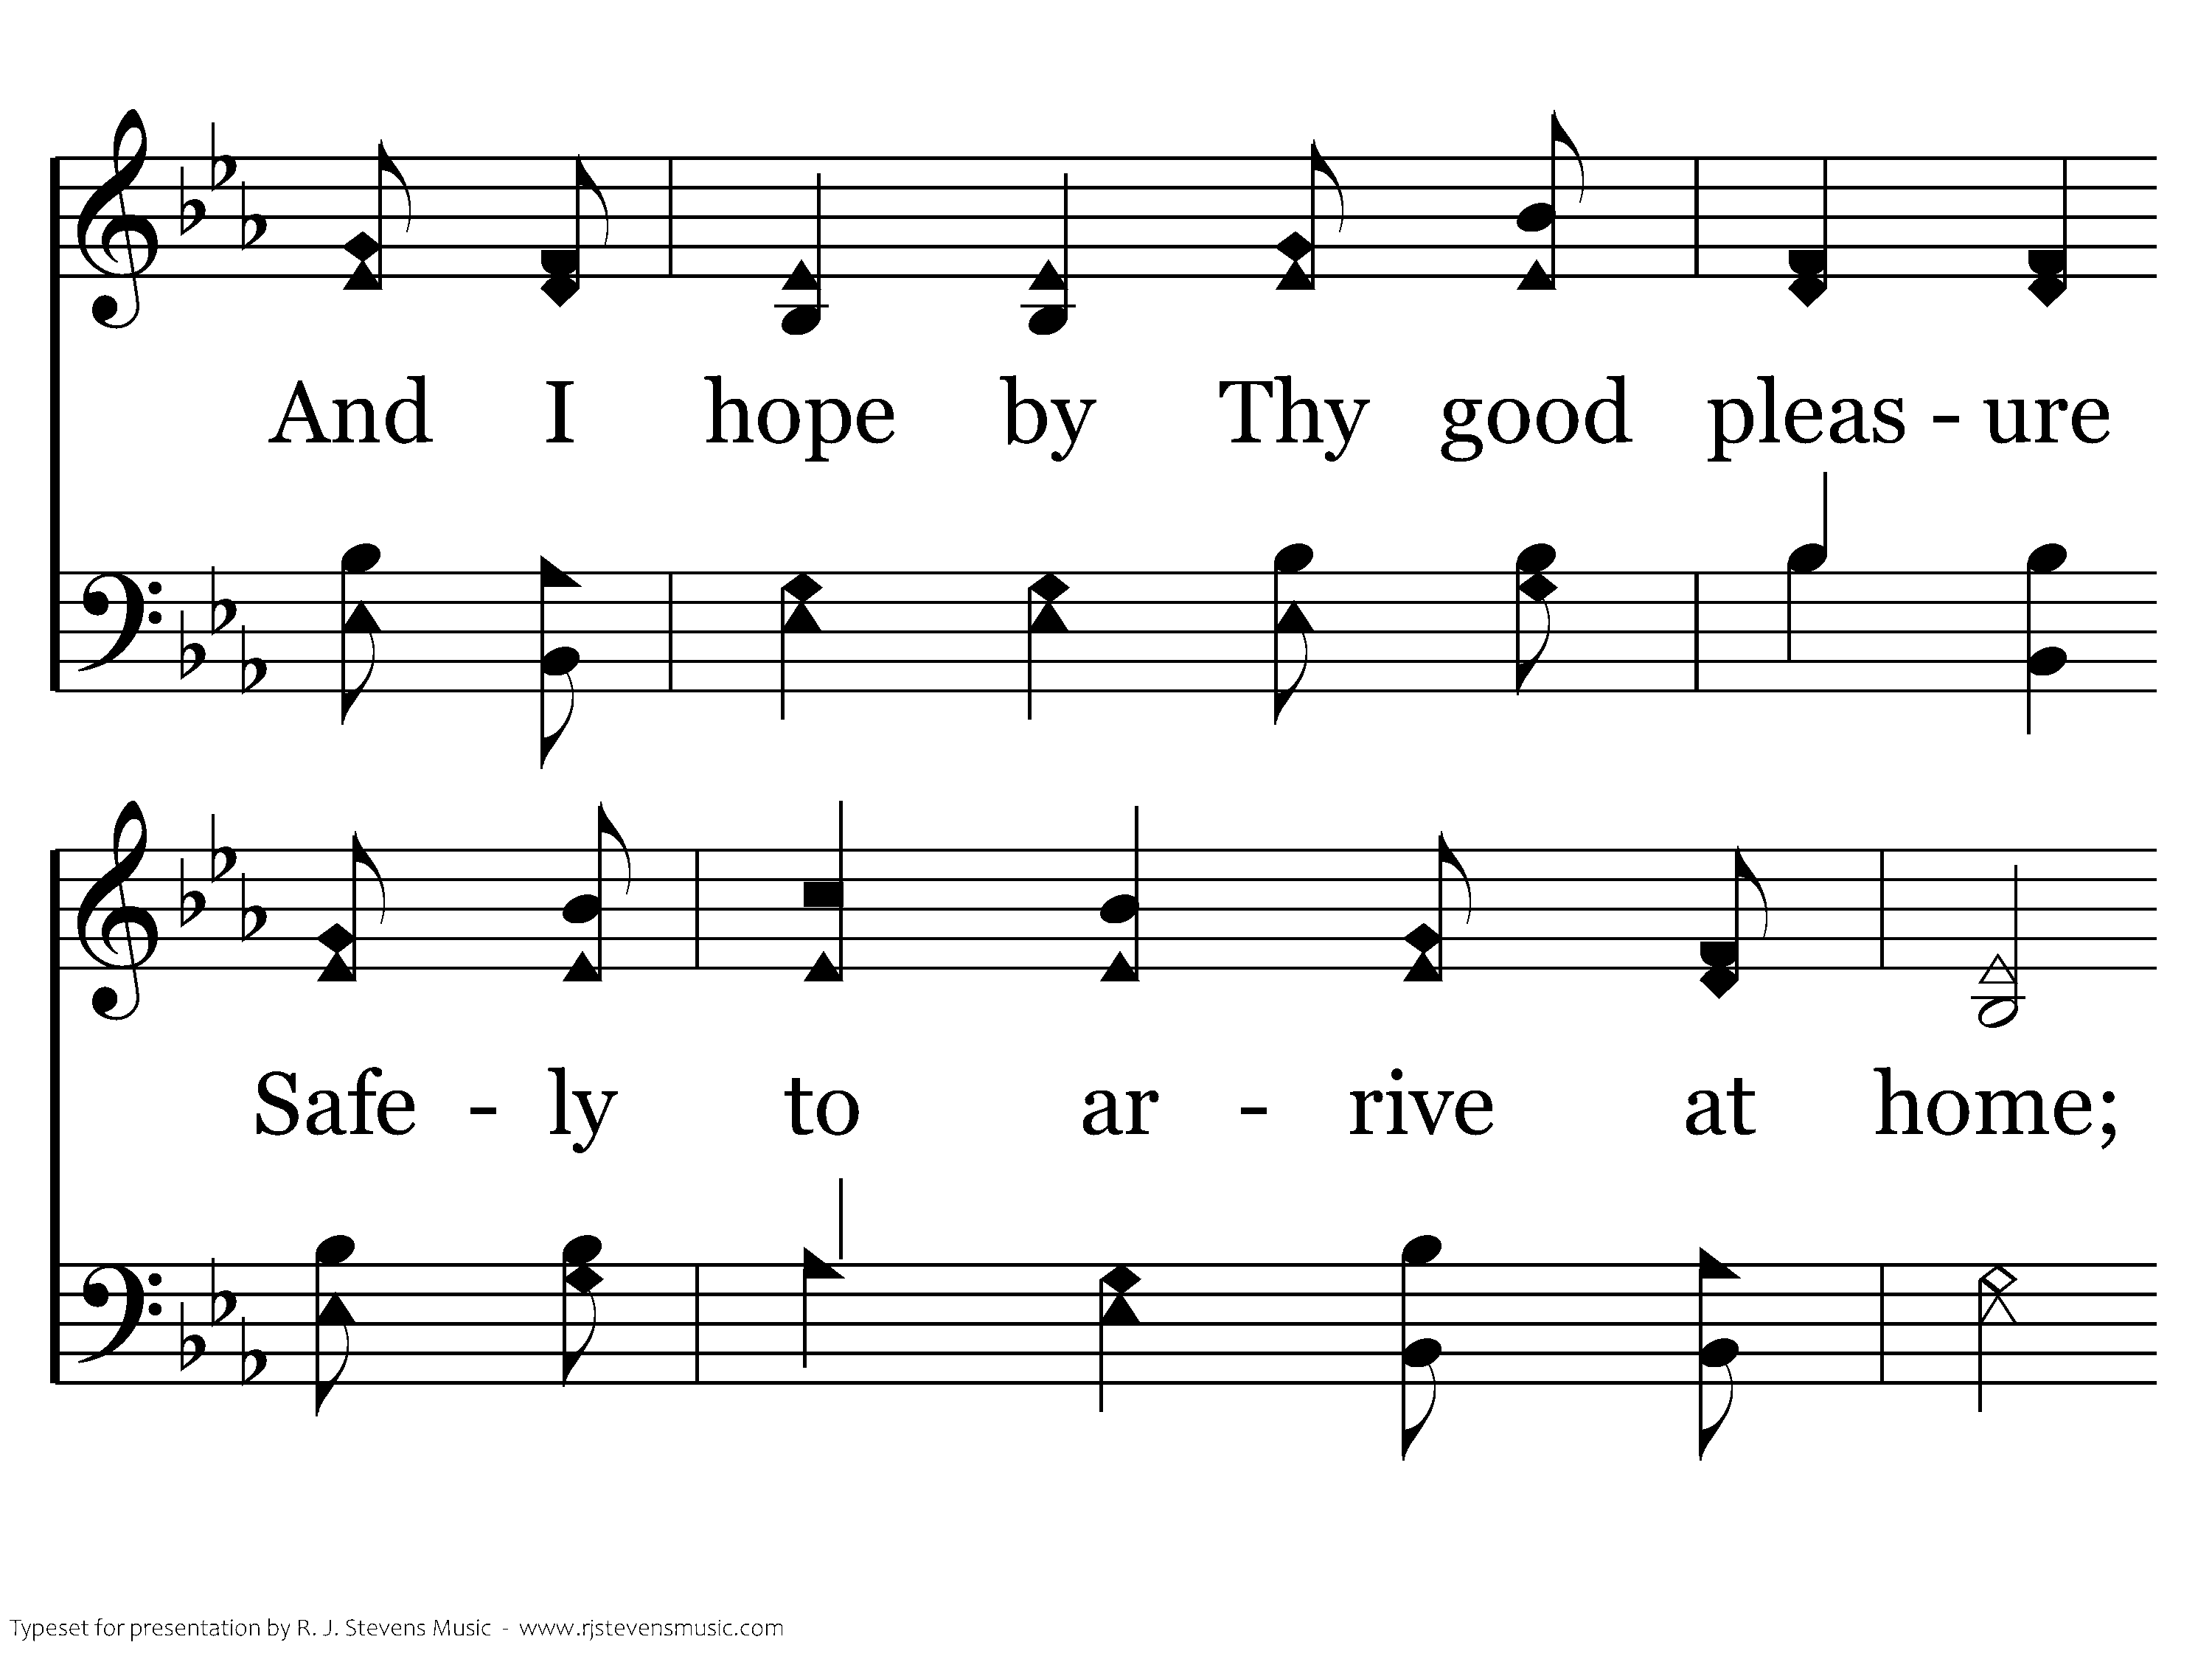 And I hope by Thy good pleas - ure
Safe - ly to ar - rive at home;
Typeset for presentation by R. J. Stevens Music - www.rjstevensmusic.com